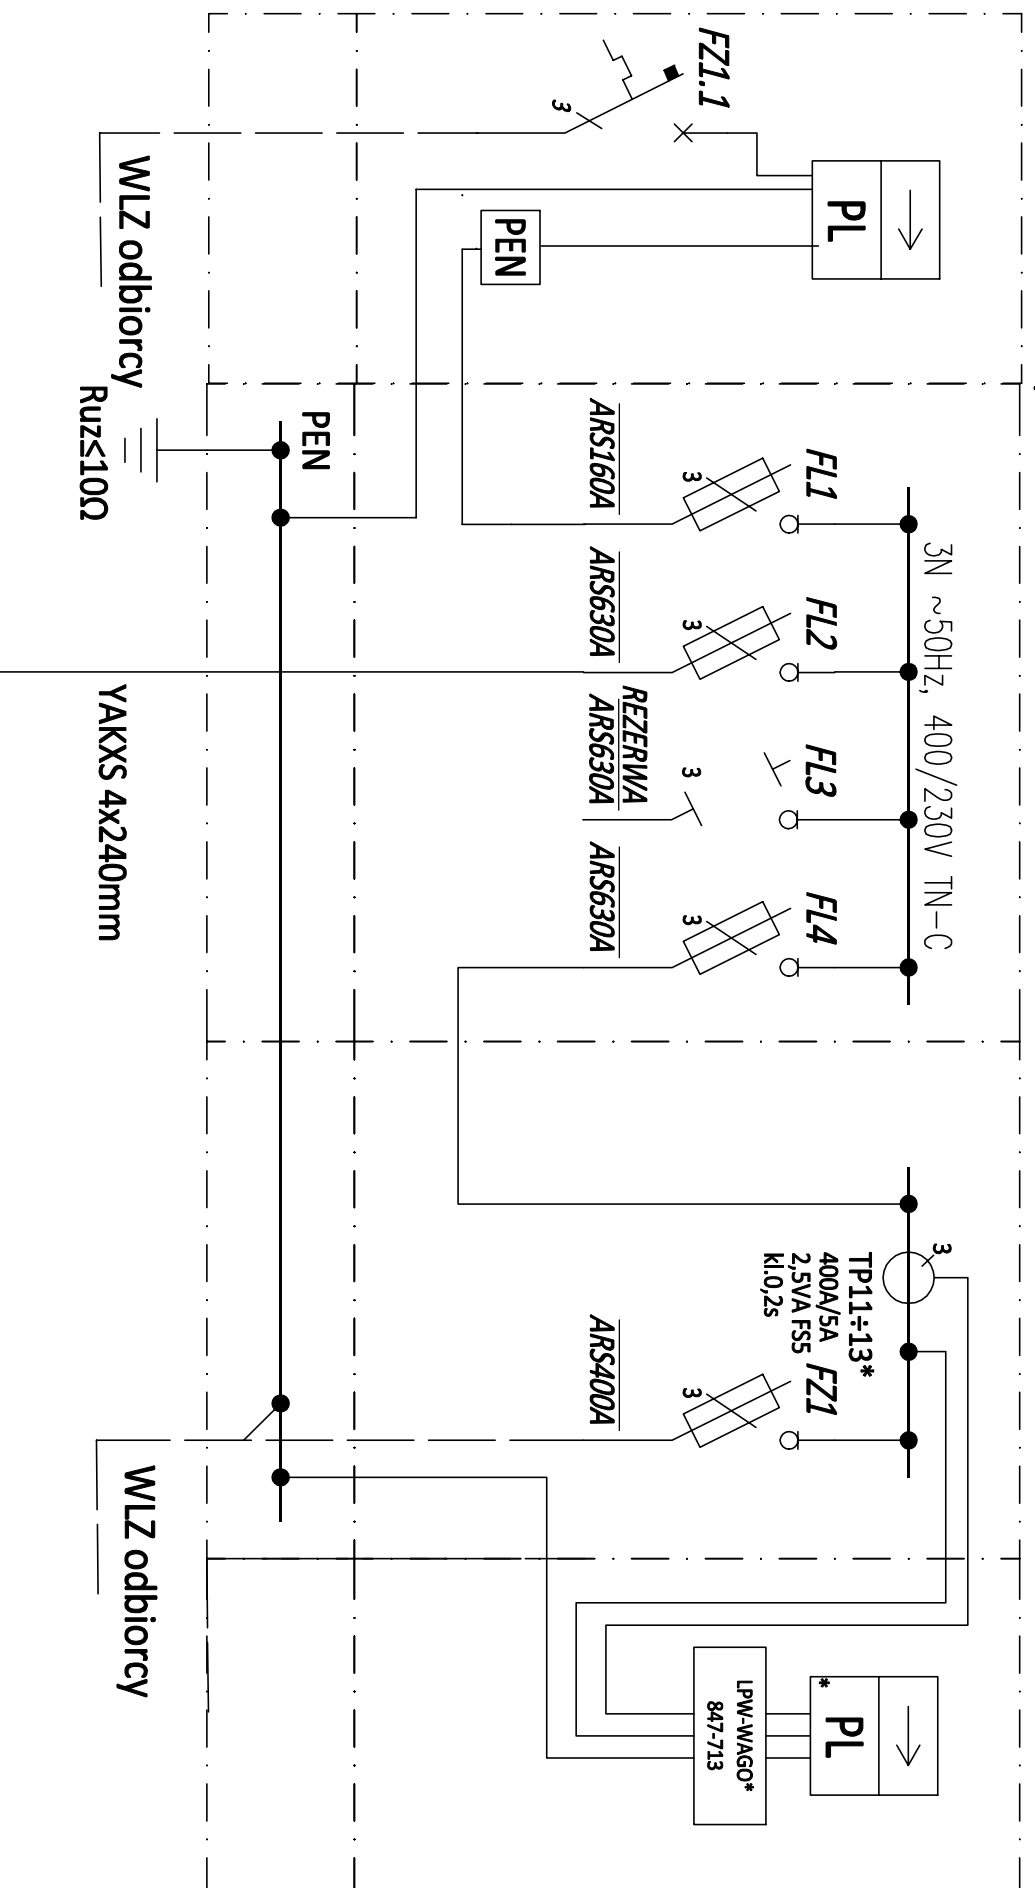 FZ1.1
3
PL
PEN
WLZ odbiorcy
Ruz≤10Ω
PEN
3N ~50Hz, 400/230V TN-C
FL1
3
ARS160A
FL2
3
ARS630A
FL3
3
REZERWA
ARS630A
FL4
3
ARS630A
YAKXS 4x240mm
3
TP11÷13*
400A/5A
2,5VA FS5
kl.0,2s
FZ1
3
ARS400A
WLZ odbiorcy
PL
*
LPW-WAGO*
847-713